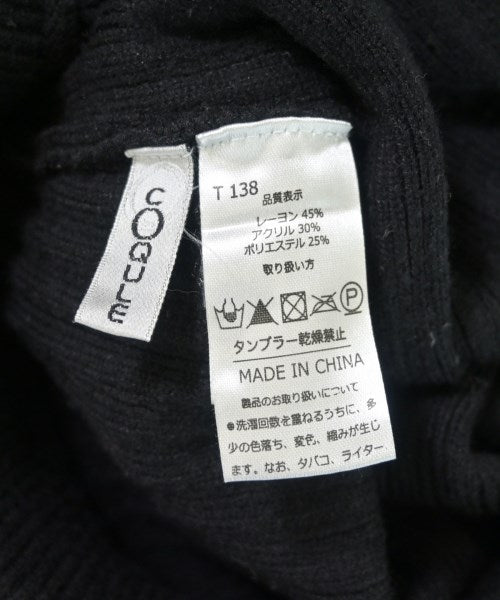 COQULE
T 138 品質表示
レーヨン 45%
アクリル 30%
ポリエステル 25%
取り扱い方
P
タンブラー乾燥禁止
MADE IN CHINA
製品のお取り扱いについて
●洗濯回数を重ねるうちに、多
少の色落ち、変色、縮みが生じ
ます。なお、タバコ、ライター